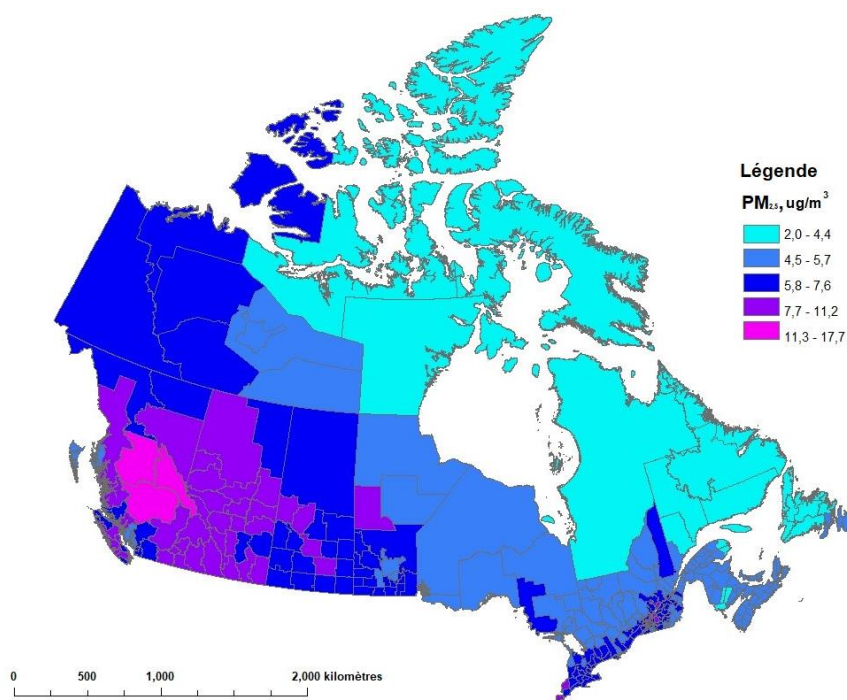 Légende
PM2,5, ug/m3
2,0 - 4,4
4,5 - 5,7
5,8 - 7,6
7,7 - 11,2
11,3 - 17,7
0 500 1,000 2,000 kilomètres